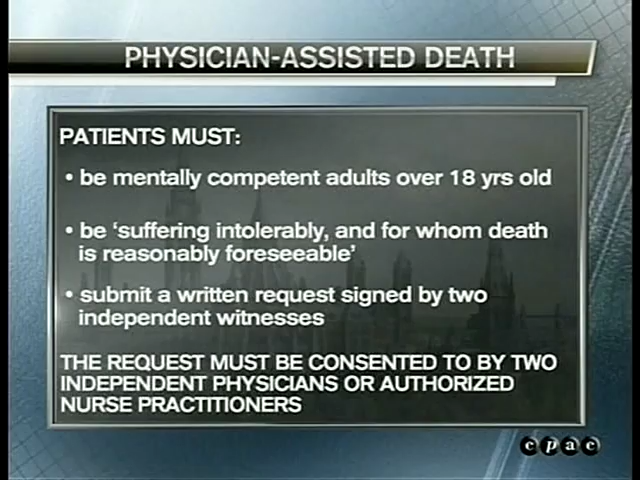 PHYSICIAN-ASSISTED DEATH
PATIENTS MUST:
• be mentally competent adults over 18 yrs old
• be 'suffering intolerably, and for whom death
is reasonably foreseeable'
• submit a written request signed by two
independent witnesses
THE REQUEST MUST BE CONSENTED TO BY TWO
INDEPENDENT PHYSICIANS OR AUTHORIZED
NURSE PRACTITIONERS
cpac